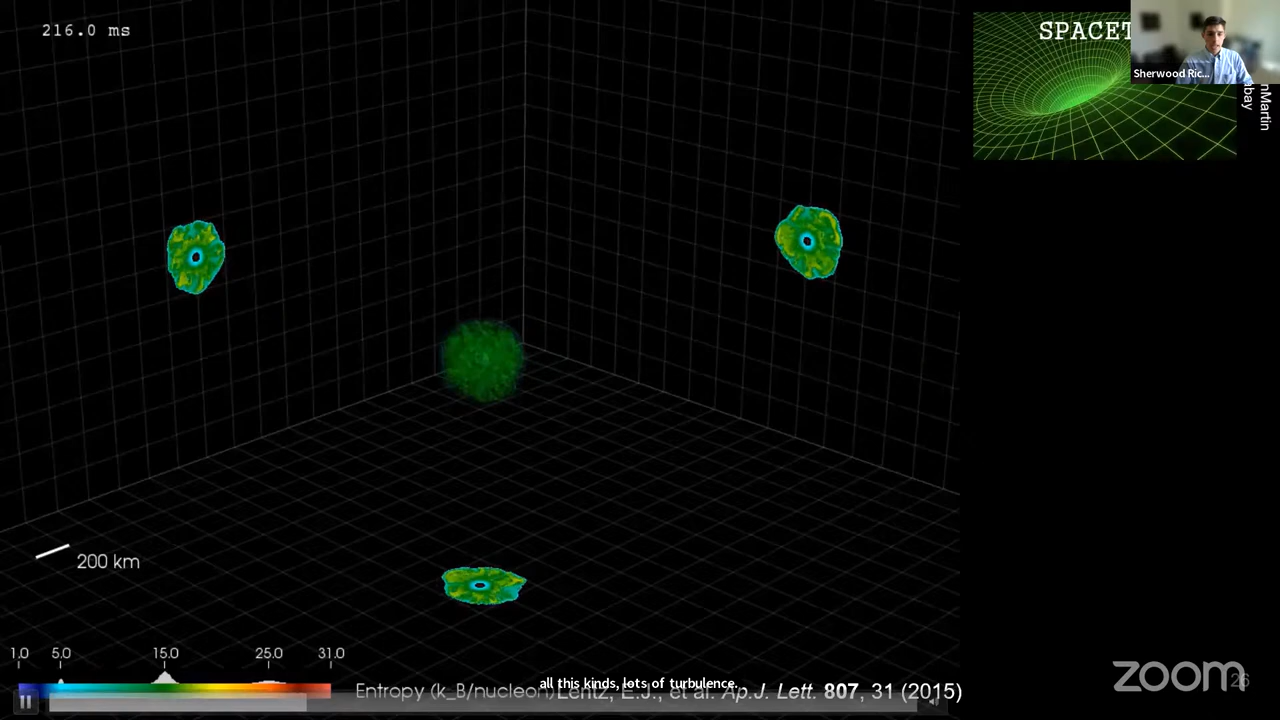 216.0 ms
SPACET
Sherwood Ric...
nMartin
bay
200 km
1.0 5.0 15.0 25.0 31.0
Entropy (k_B/nucleon) Lentz, E.J., et al. Ap.J. Lett. 807, 31 (2015)
all this kinds, lots of turbulence.
zoom
26